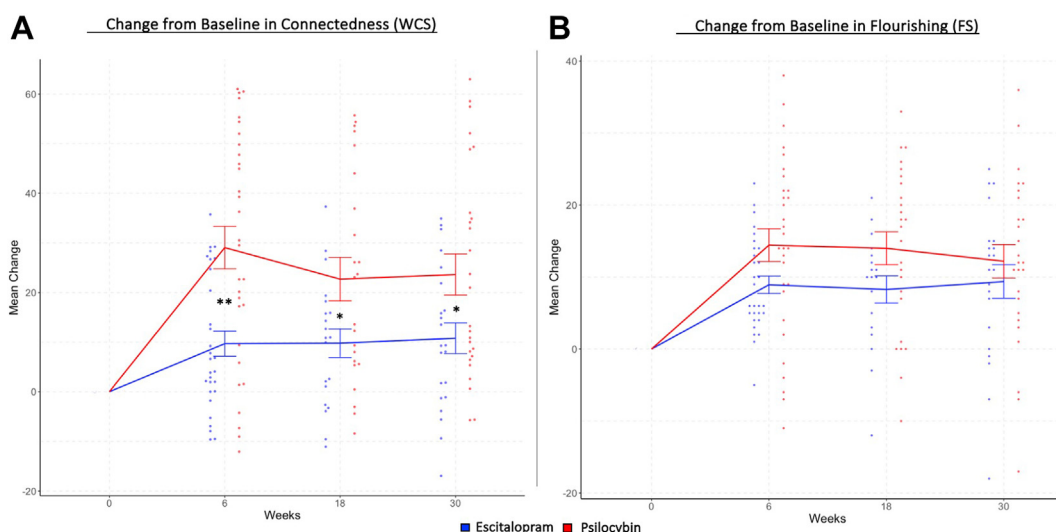 A
Change from Baseline in Connectedness (WCS)
Mean Change
60
40
20
0
-20
**
*
*
0
6
18
30
Weeks
B
Change from Baseline in Flourishing (FS)
Mean Change
40
20
0
-20
0
6
18
30
Weeks
Escitalopram
Psilocybin